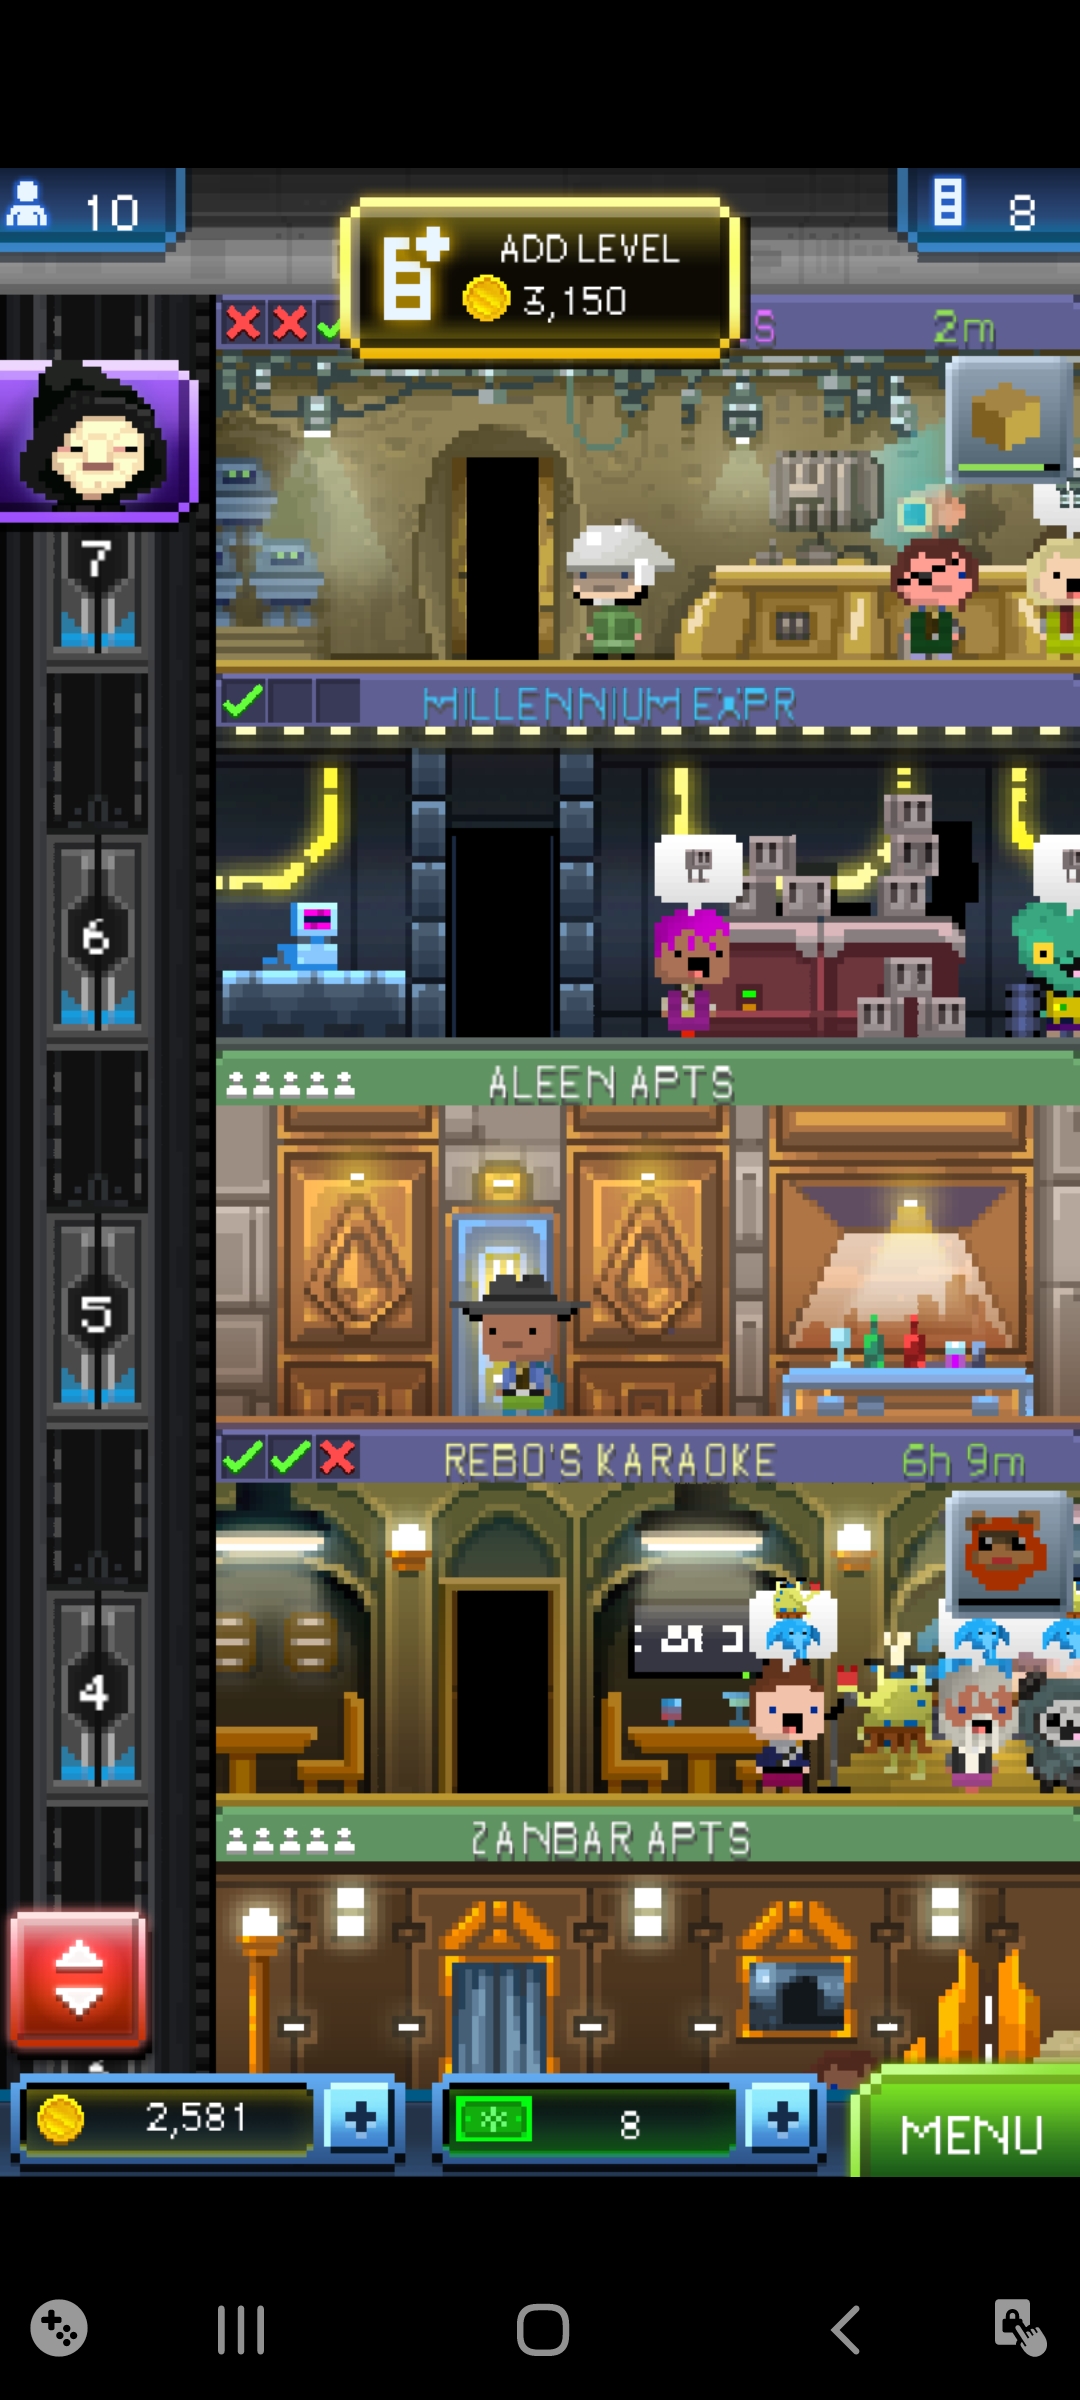 10
8
ADD LEVEL
3,150
S
2m
7
MILLENNIUM EXPR
6
ALEEN APTS
5
REBO'S KARAOKE
6h 9m
4
ZANBAR APTS
2,581
8
MENU